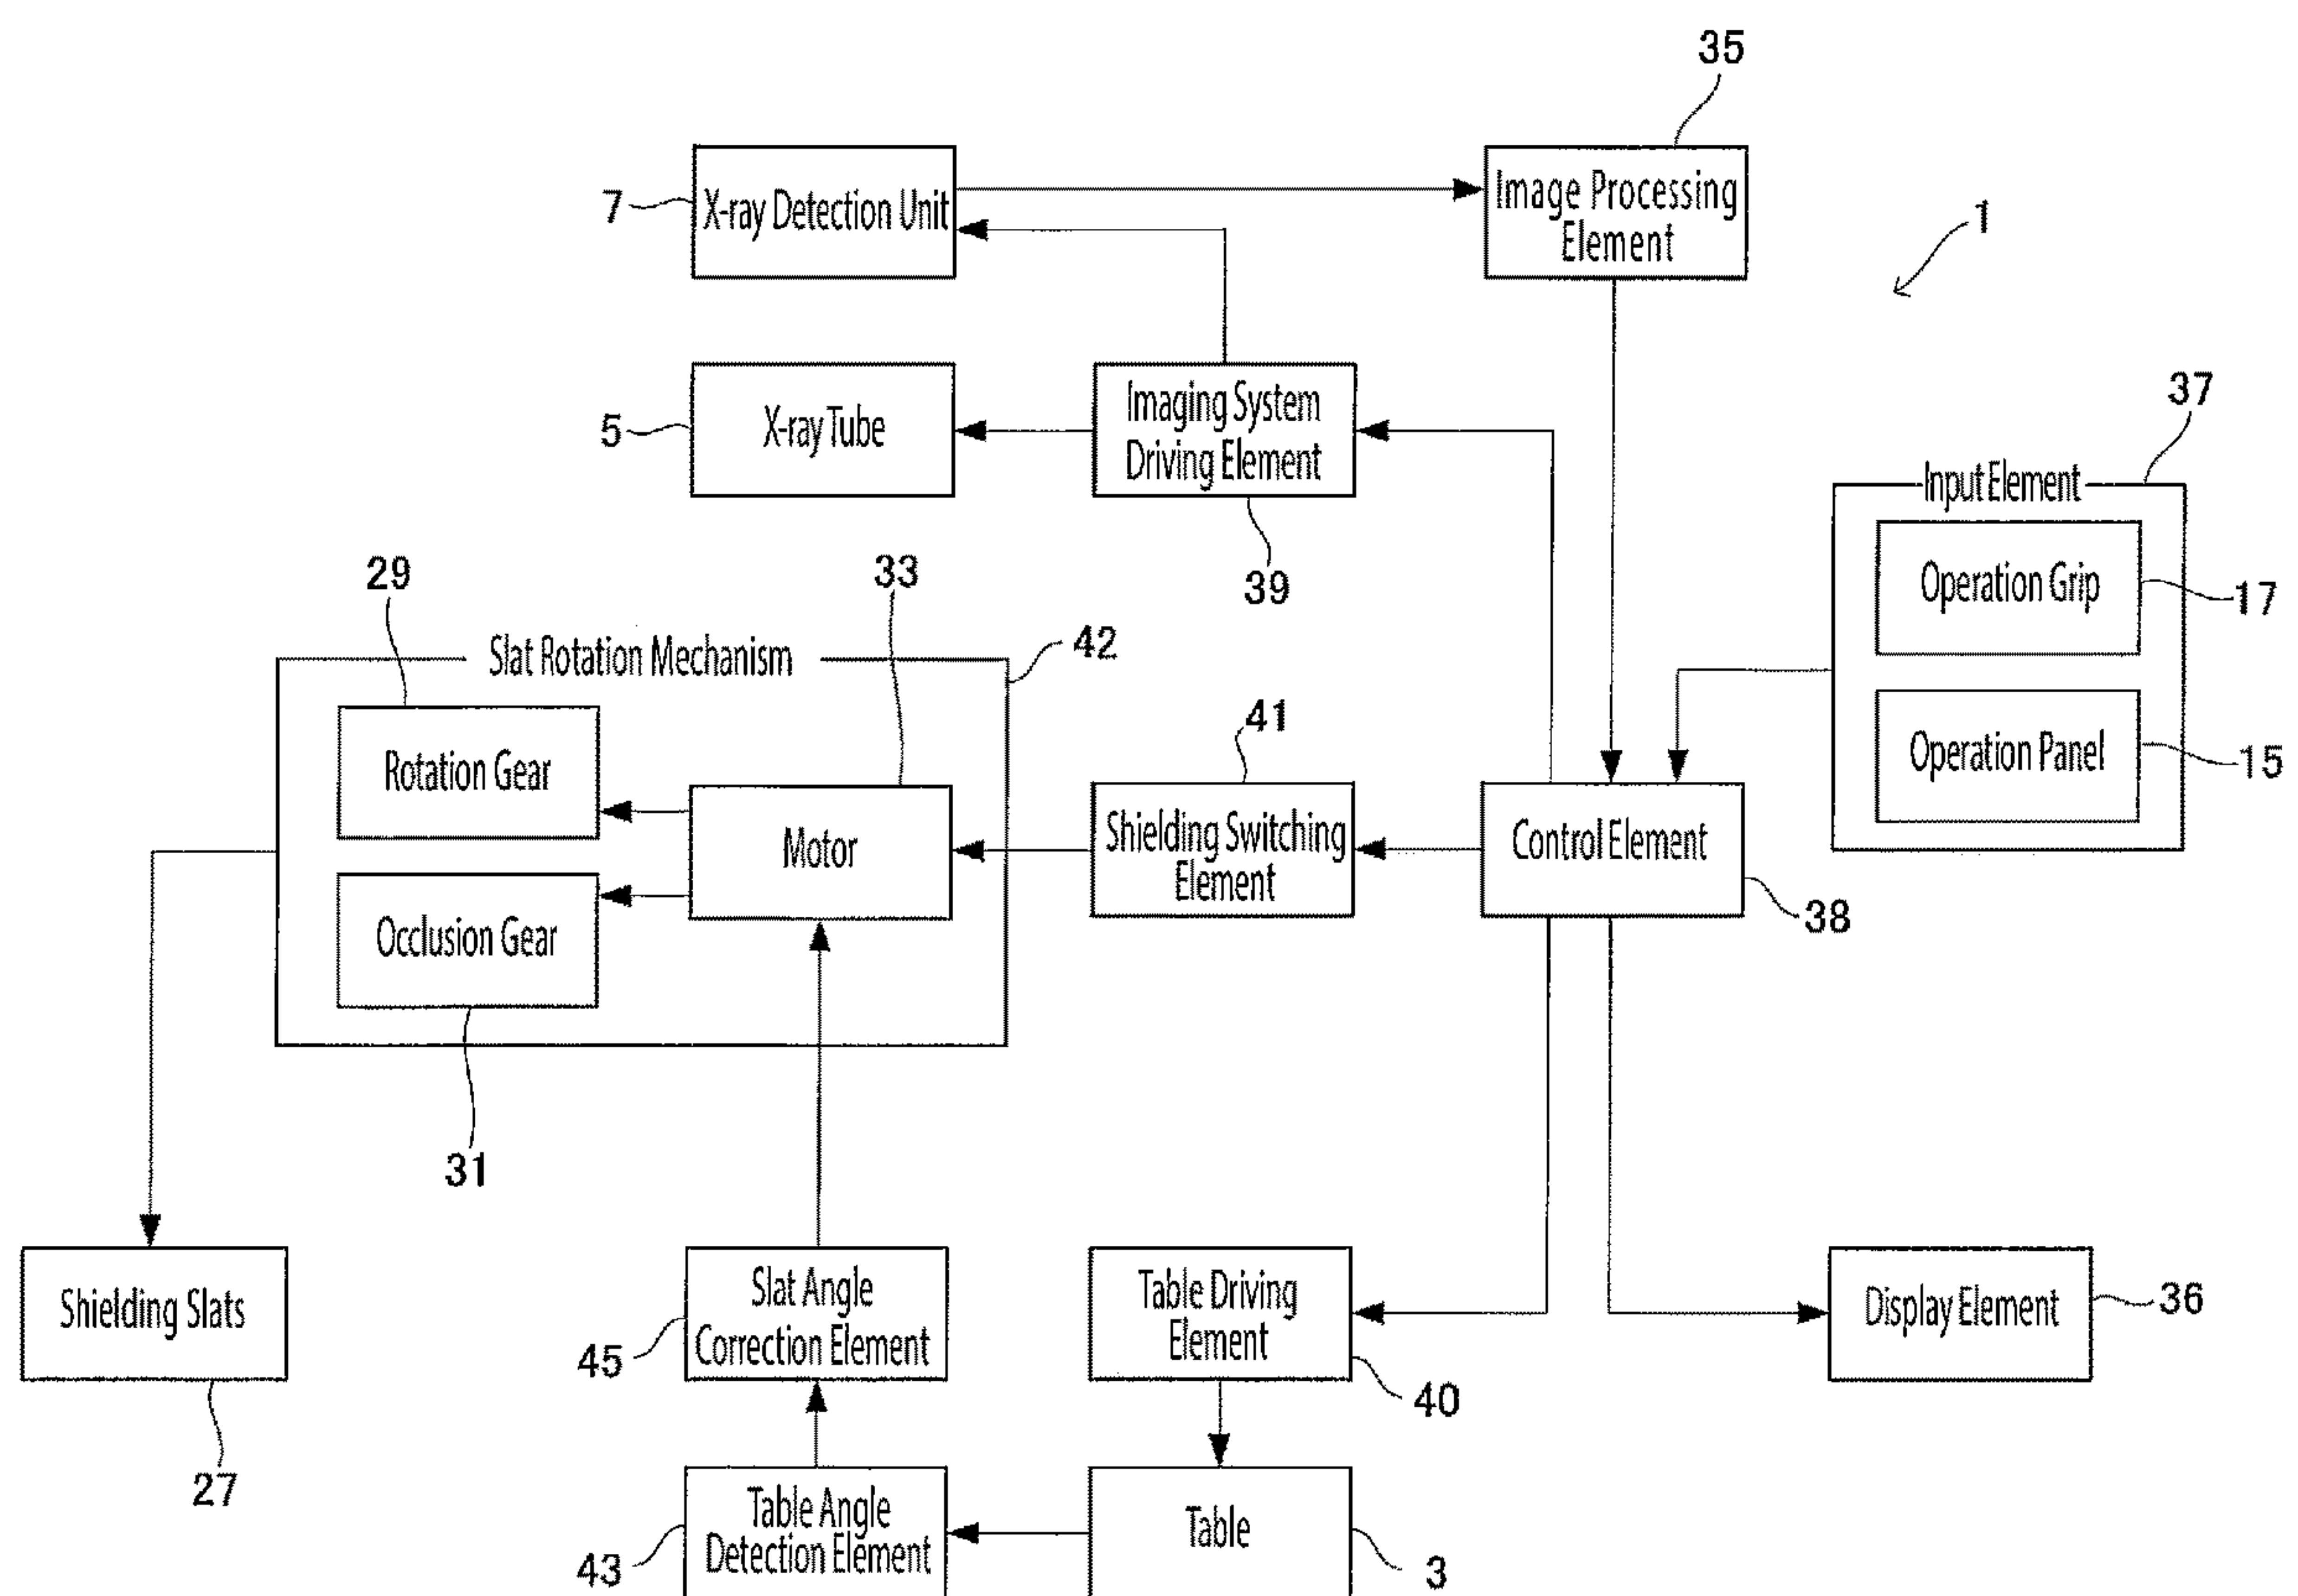 35
X-ray Detection Unit
7
Image Processing
Element
1
X-ray Tube
5
Imaging System
Driving Element
39
37
Input Element
Operation Grip
17
Operation Panel
15
29
33
Slat Rotation Mechanism
42
Rotation Gear
Motor
Occlusion Gear
31
41
Shielding Switching
Element
Control Element
38
Shielding Slats
27
Slat Angle
Correction Element
45
Table Driving
Element
40
Display Element
36
Table Angle
Detection Element
43
Table
3